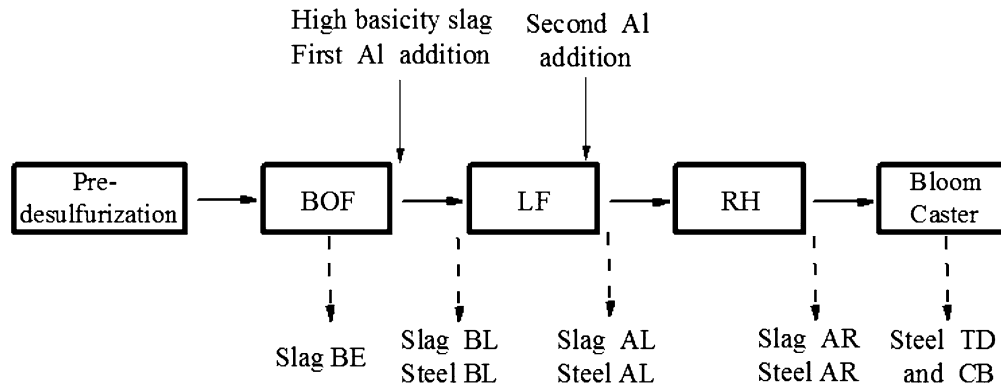 High basicity slag
First Al addition
Second Al
addition
Pre-
desulfurization
BOF
LF
RH
Bloom
Caster
Slag BE
Slag BL
Steel BL
Slag AL
Steel AL
Slag AR
Steel AR
Steel TD
and CB